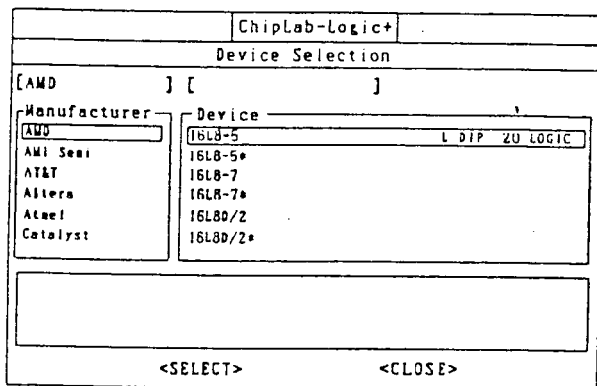 ChipLab-Logic+
Device Selection
[AMD ] [ ]
Manufacturer
AMD
AMI Semi
AT&T
Altera
Atmel
Catalyst
Device
16L8-5 L DIP 20 LOGIC
16L8-5*
16L8-7
16L8-7*
16L8D/2
16L8D/2*
<SELECT> <CLOSE>